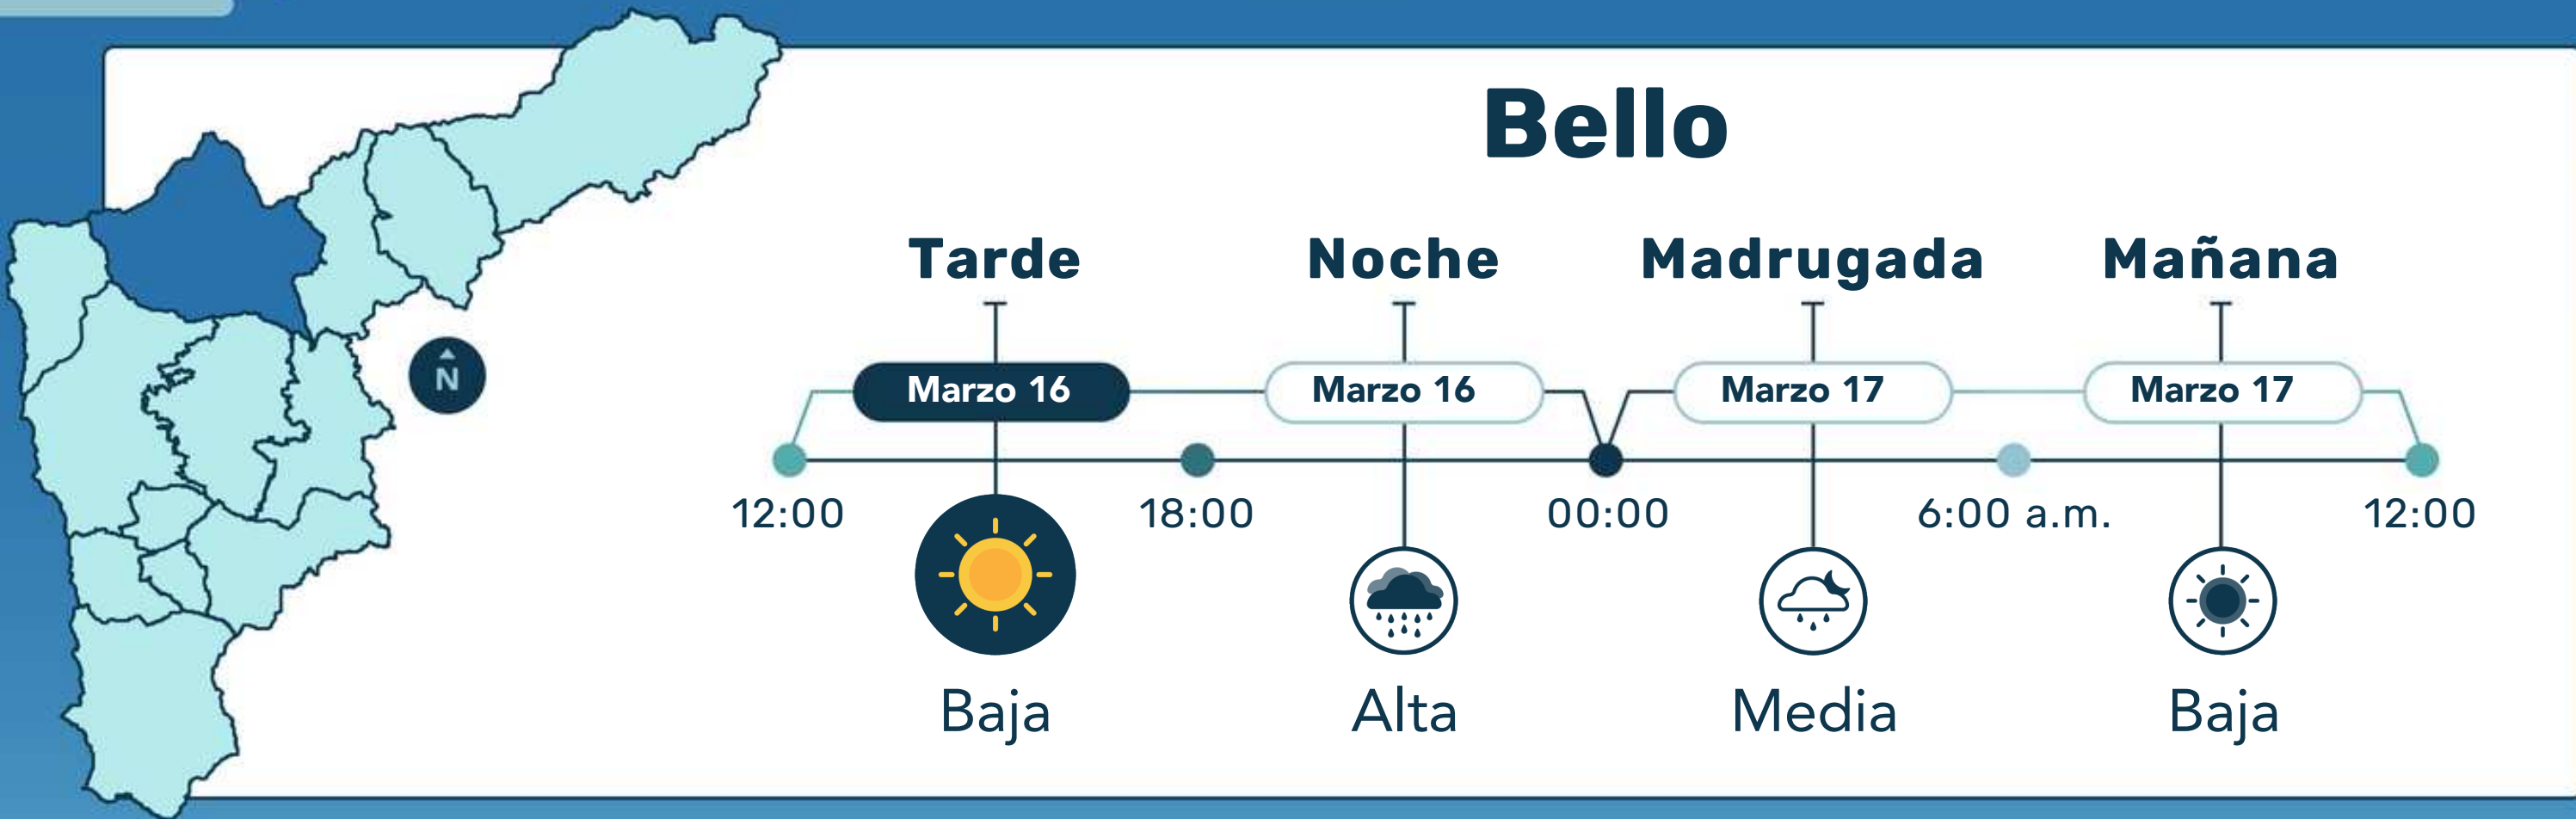 Bello
Tarde Noche Madrugada Mañana
Marzo 16 Marzo 16 Marzo 17 Marzo 17
N
12:00 18:00 00:00 6:00 a.m. 12:00
Baja Alta Media Baja